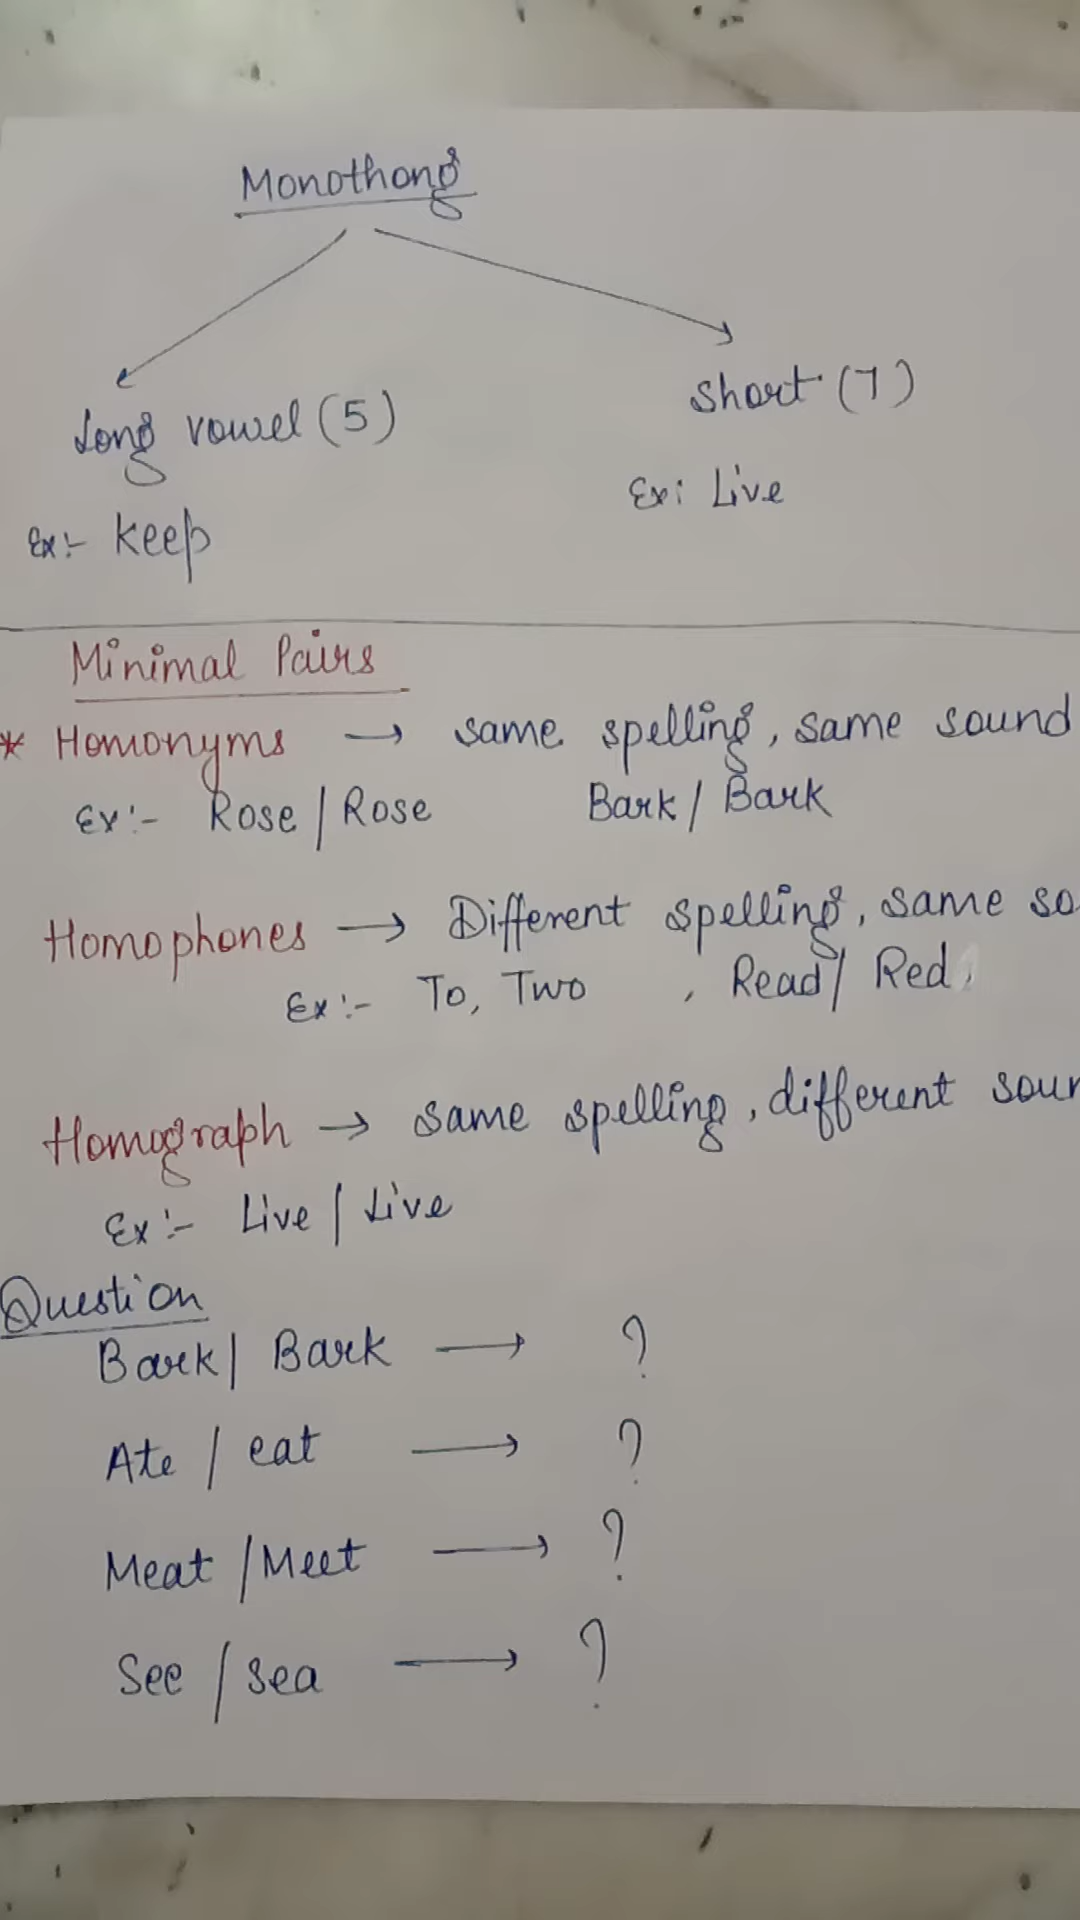 Monothong
Long vowel (5)
Short (7)
Ex:- Keep
Ex: Live
Minimal Pairs
* Homonyms → same spelling, same sound
Ex:- Rose / Rose Bark / Bark
Homophones → Different spelling, same so
Ex:- To, Two , Read / Red
Homograph → same spelling, different soun
Ex:- Live / Live
Question
Bark / Bark → ?
Ate / eat → ?
Meat / Meet → ?
See / sea → ?